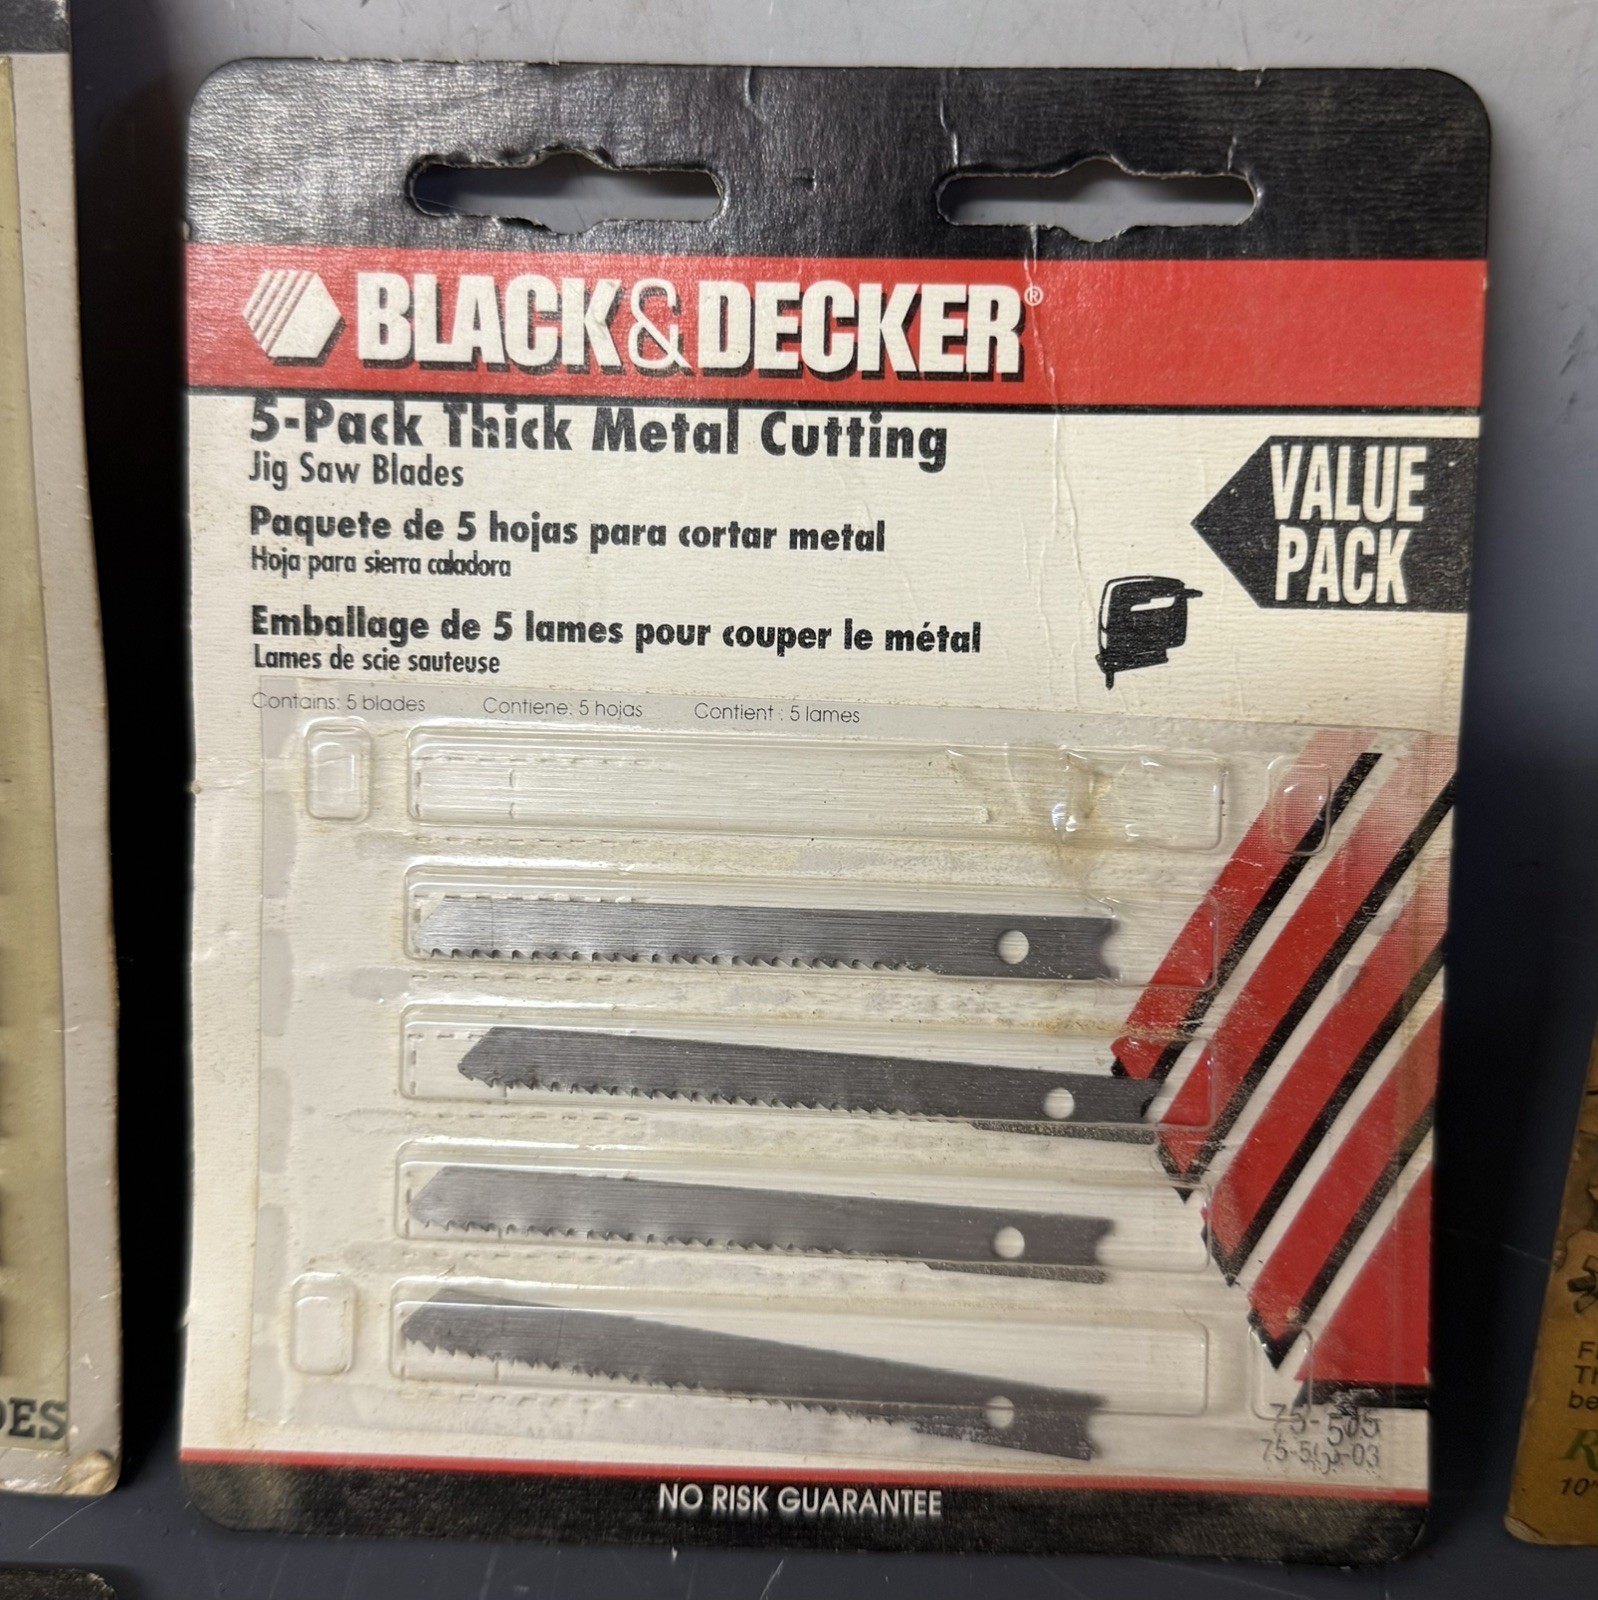 BLACK&DECKER®
5-Pack Thick Metal Cutting
Jig Saw Blades
VALUE
PACK
Paquete de 5 hojas para cortar metal
Hoja para sierra caladora
Emballage de 5 lames pour couper le métal
Lames de scie sauteuse
Contains: 5 blades Contiene: 5 hojas Contient : 5 lames
75-505
NO RISK GUARANTEE
DES
10"